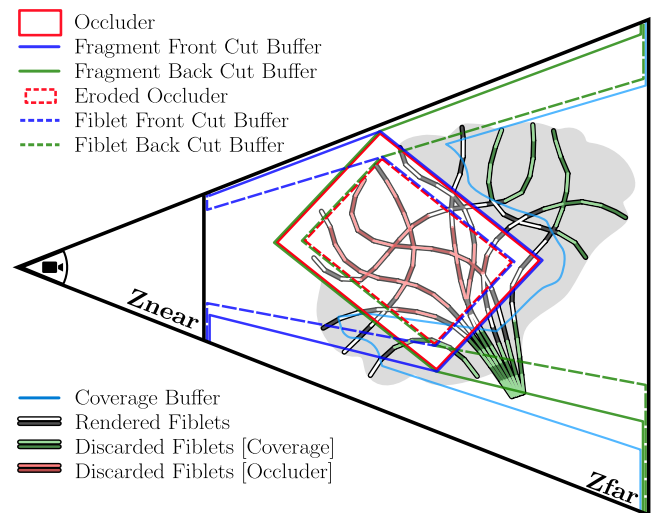 Occluder
Fragment Front Cut Buffer
Fragment Back Cut Buffer
Eroded Occluder
Fiblet Front Cut Buffer
Fiblet Back Cut Buffer
Znear
Coverage Buffer
Rendered Fiblets
Discarded Fiblets [Coverage]
Discarded Fiblets [Occluder]
Zfar